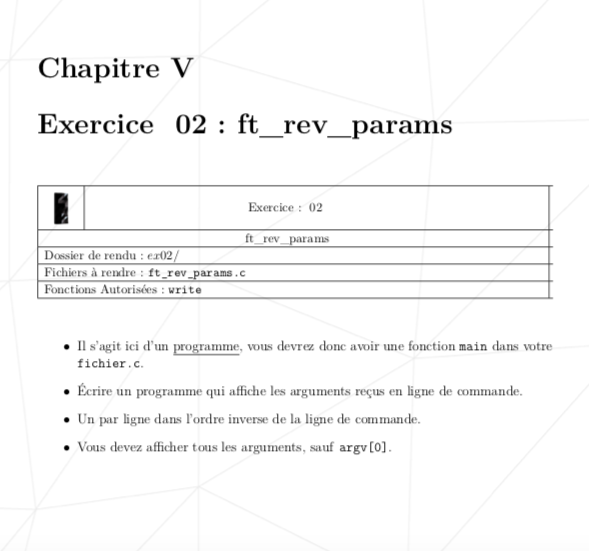 Chapitre V
Exercice 02 : ft_rev_params
Exercice : 02
ft_rev_params
Dossier de rendu : ex02/
Fichiers à rendre : ft_rev_params.c
Fonctions Autorisées : write
• Il s'agit ici d'un programme, vous devrez donc avoir une fonction main dans votre
fichier.c.
• Écrire un programme qui affiche les arguments reçus en ligne de commande.
• Un par ligne dans l'ordre inverse de la ligne de commande.
• Vous devez afficher tous les arguments, sauf argv[0].